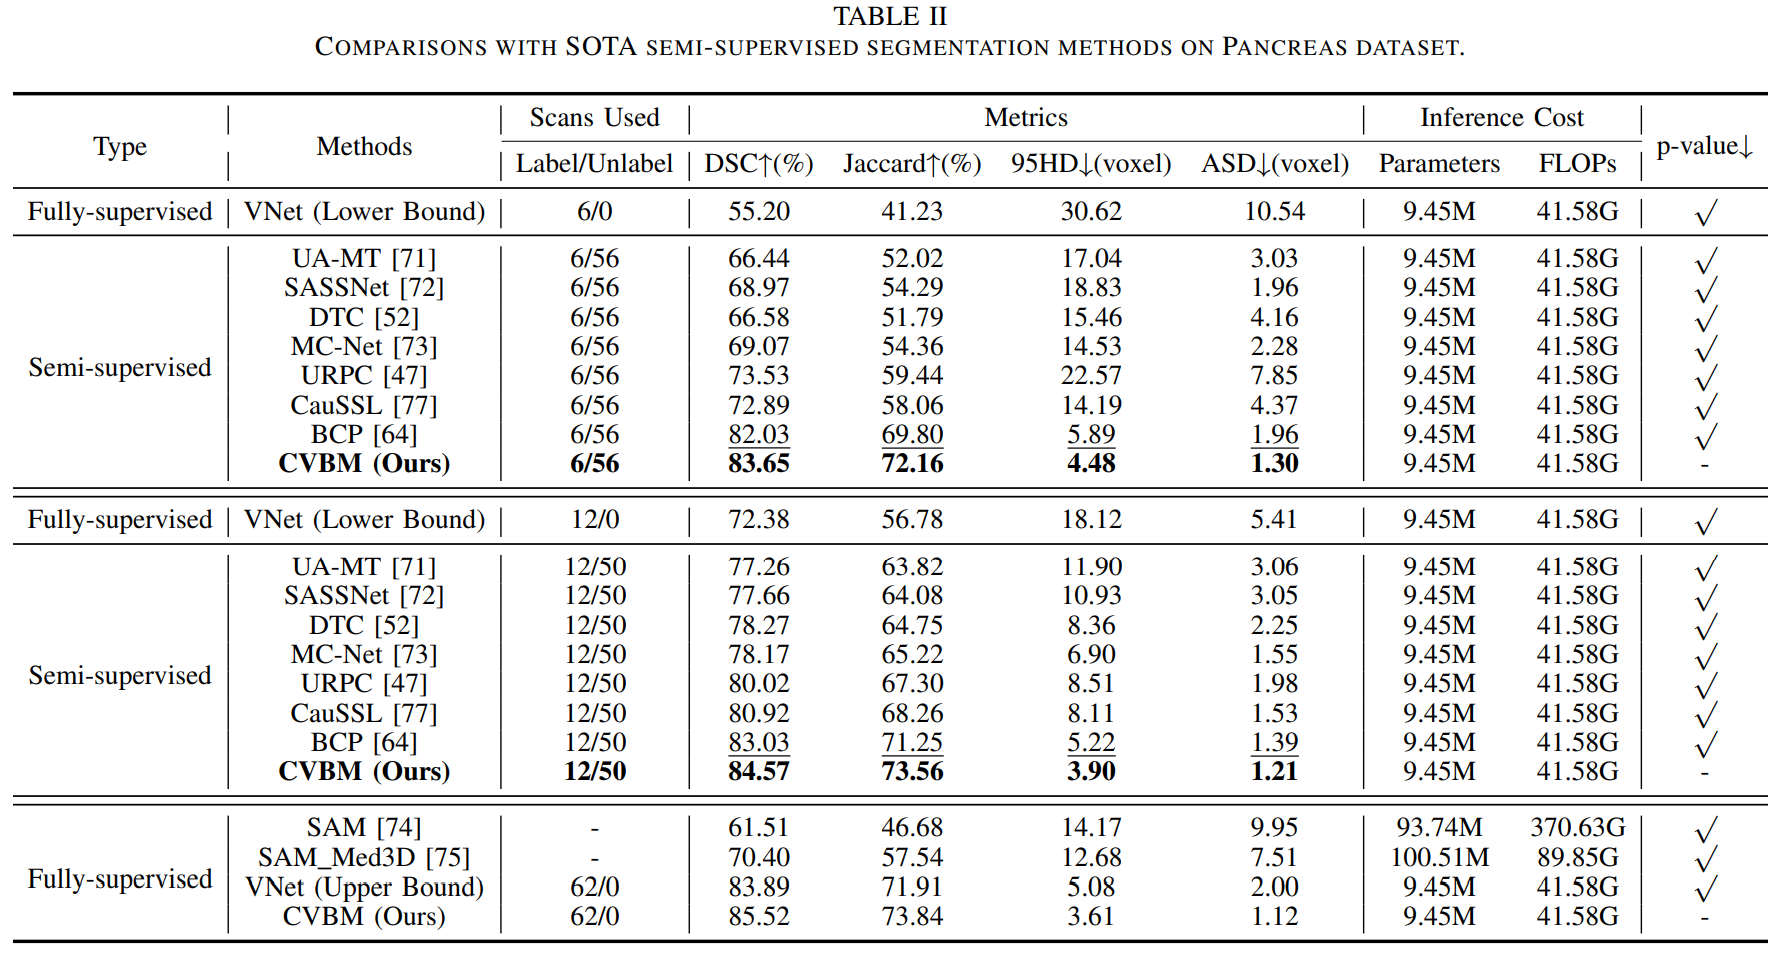 TABLE II
COMPARISONS WITH SOTA SEMI-SUPERVISED SEGMENTATION METHODS ON PANCREAS DATASET.
Type Methods Scans Used Metrics Inference Cost p-value↓
Label/Unlabel DSC↑(%) Jaccard↑(%) 95HD↓(voxel) ASD↓(voxel) Parameters FLOPs
Fully-supervised VNet (Lower Bound) 6/0 55.20 41.23 30.62 10.54 9.45M 41.58G √
Semi-supervised
UA-MT [71] 6/56 66.44 52.02 17.04 3.03 9.45M 41.58G √
SASSNet [72] 6/56 68.97 54.29 18.83 1.96 9.45M 41.58G √
DTC [52] 6/56 66.58 51.79 15.46 4.16 9.45M 41.58G √
MC-Net [73] 6/56 69.07 54.36 14.53 2.28 9.45M 41.58G √
URPC [47] 6/56 73.53 59.44 22.57 7.85 9.45M 41.58G √
CauSSL [77] 6/56 72.89 58.06 14.19 4.37 9.45M 41.58G √
BCP [64] 6/56 82.03 69.80 5.89 1.96 9.45M 41.58G √
CVBM (Ours) 6/56 83.65 72.16 4.48 1.30 9.45M 41.58G -
Fully-supervised VNet (Lower Bound) 12/0 72.38 56.78 18.12 5.41 9.45M 41.58G √
Semi-supervised
UA-MT [71] 12/50 77.26 63.82 11.90 3.06 9.45M 41.58G √
SASSNet [72] 12/50 77.66 64.08 10.93 3.05 9.45M 41.58G √
DTC [52] 12/50 78.27 64.75 8.36 2.25 9.45M 41.58G √
MC-Net [73] 12/50 78.17 65.22 6.90 1.55 9.45M 41.58G √
URPC [47] 12/50 80.02 67.30 8.51 1.98 9.45M 41.58G √
CauSSL [77] 12/50 80.92 68.26 8.11 1.53 9.45M 41.58G √
BCP [64] 12/50 83.03 71.25 5.22 1.39 9.45M 41.58G √
CVBM (Ours) 12/50 84.57 73.56 3.90 1.21 9.45M 41.58G -
Fully-supervised
SAM [74] - 61.51 46.68 14.17 9.95 93.74M 370.63G √
SAM_Med3D [75] - 70.40 57.54 12.68 7.51 100.51M 89.85G √
VNet (Upper Bound) 62/0 83.89 71.91 5.08 2.00 9.45M 41.58G √
CVBM (Ours) 62/0 85.52 73.84 3.61 1.12 9.45M 41.58G -